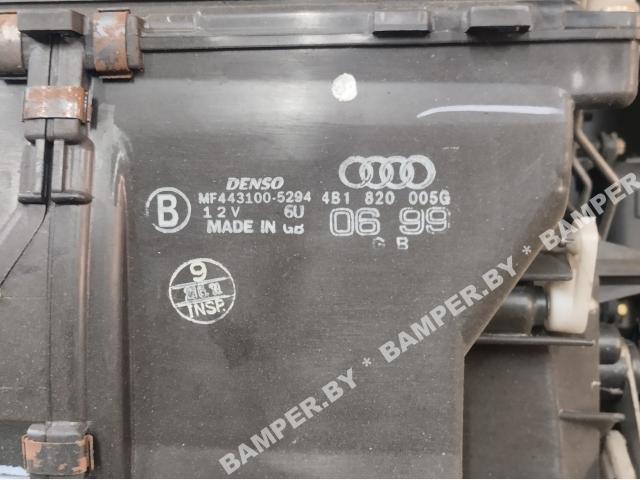 DENSO
MF443100-5294 4B1 820 005G
B
12V 6U
MADE IN GB
06 99
G B
9
INSP.
BAMPER.BY * BAMPER.BY * BAMPER.BY